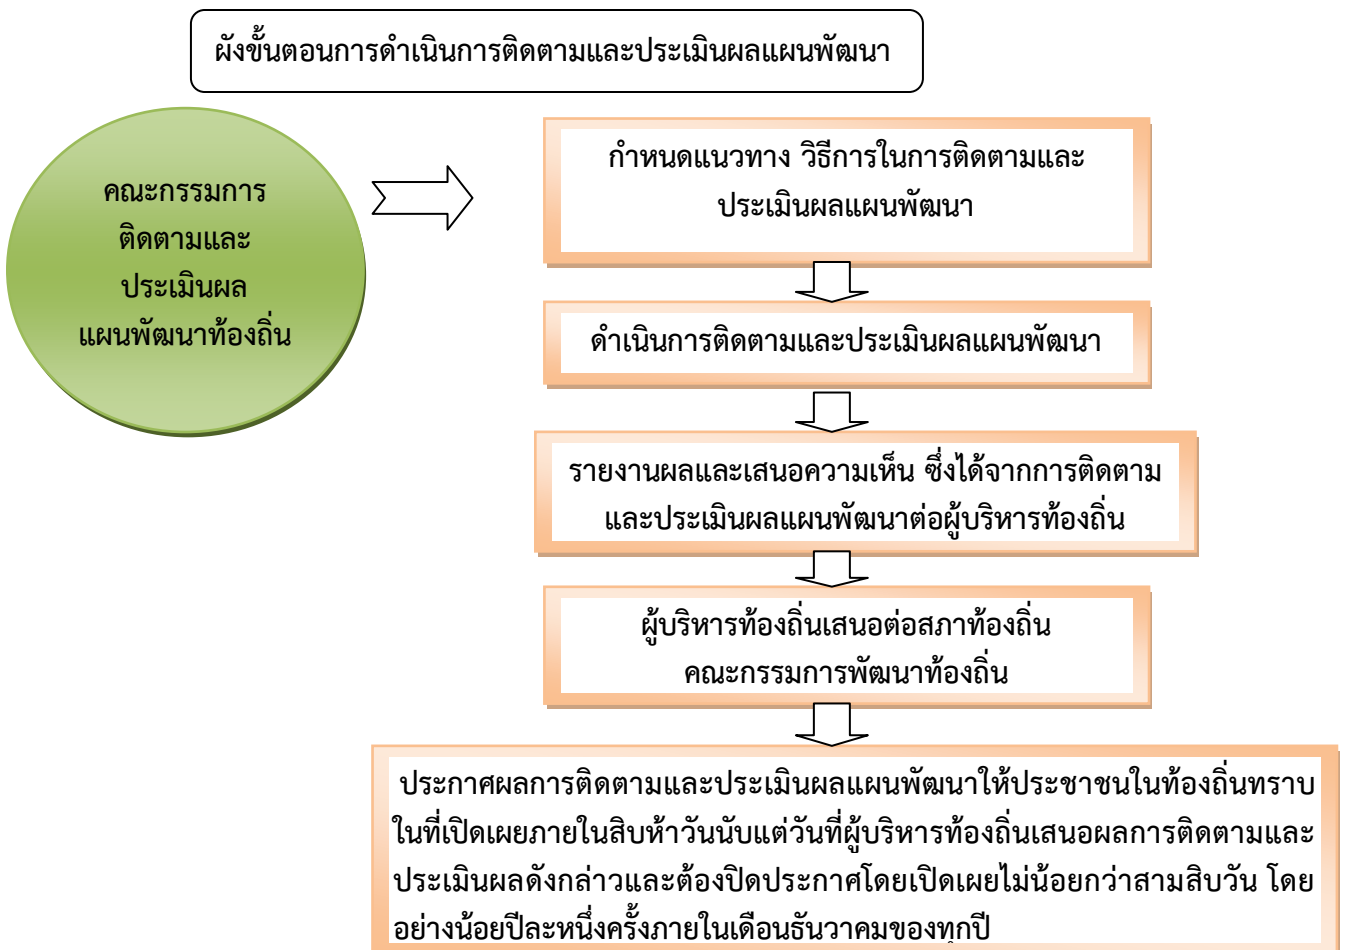 ผังขั้นตอนการดำเนินการติดตามและประเมินผลแผนพัฒนา
คณะกรรมการ
ติดตามและ
ประเมินผล
แผนพัฒนาท้องถิ่น
กำหนดแนวทาง วิธีการในการติดตามและ
ประเมินผลแผนพัฒนา
ดำเนินการติดตามและประเมินผลแผนพัฒนา
รายงานผลและเสนอความเห็น ซึ่งได้จากการติดตาม
และประเมินผลแผนพัฒนาต่อผู้บริหารท้องถิ่น
ผู้บริหารท้องถิ่นเสนอต่อสภาท้องถิ่น
คณะกรรมการพัฒนาท้องถิ่น
ประกาศผลการติดตามและประเมินผลแผนพัฒนาให้ประชาชนในท้องถิ่นทราบ
ในที่เปิดเผยภายในสิบห้าวันนับแต่วันที่ผู้บริหารท้องถิ่นเสนอผลการติดตามและ
ประเมินผลดังกล่าวและต้องปิดประกาศโดยเปิดเผยไม่น้อยกว่าสามสิบวัน โดย
อย่างน้อยปีละหนึ่งครั้งภายในเดือนธันวาคมของทุกปี